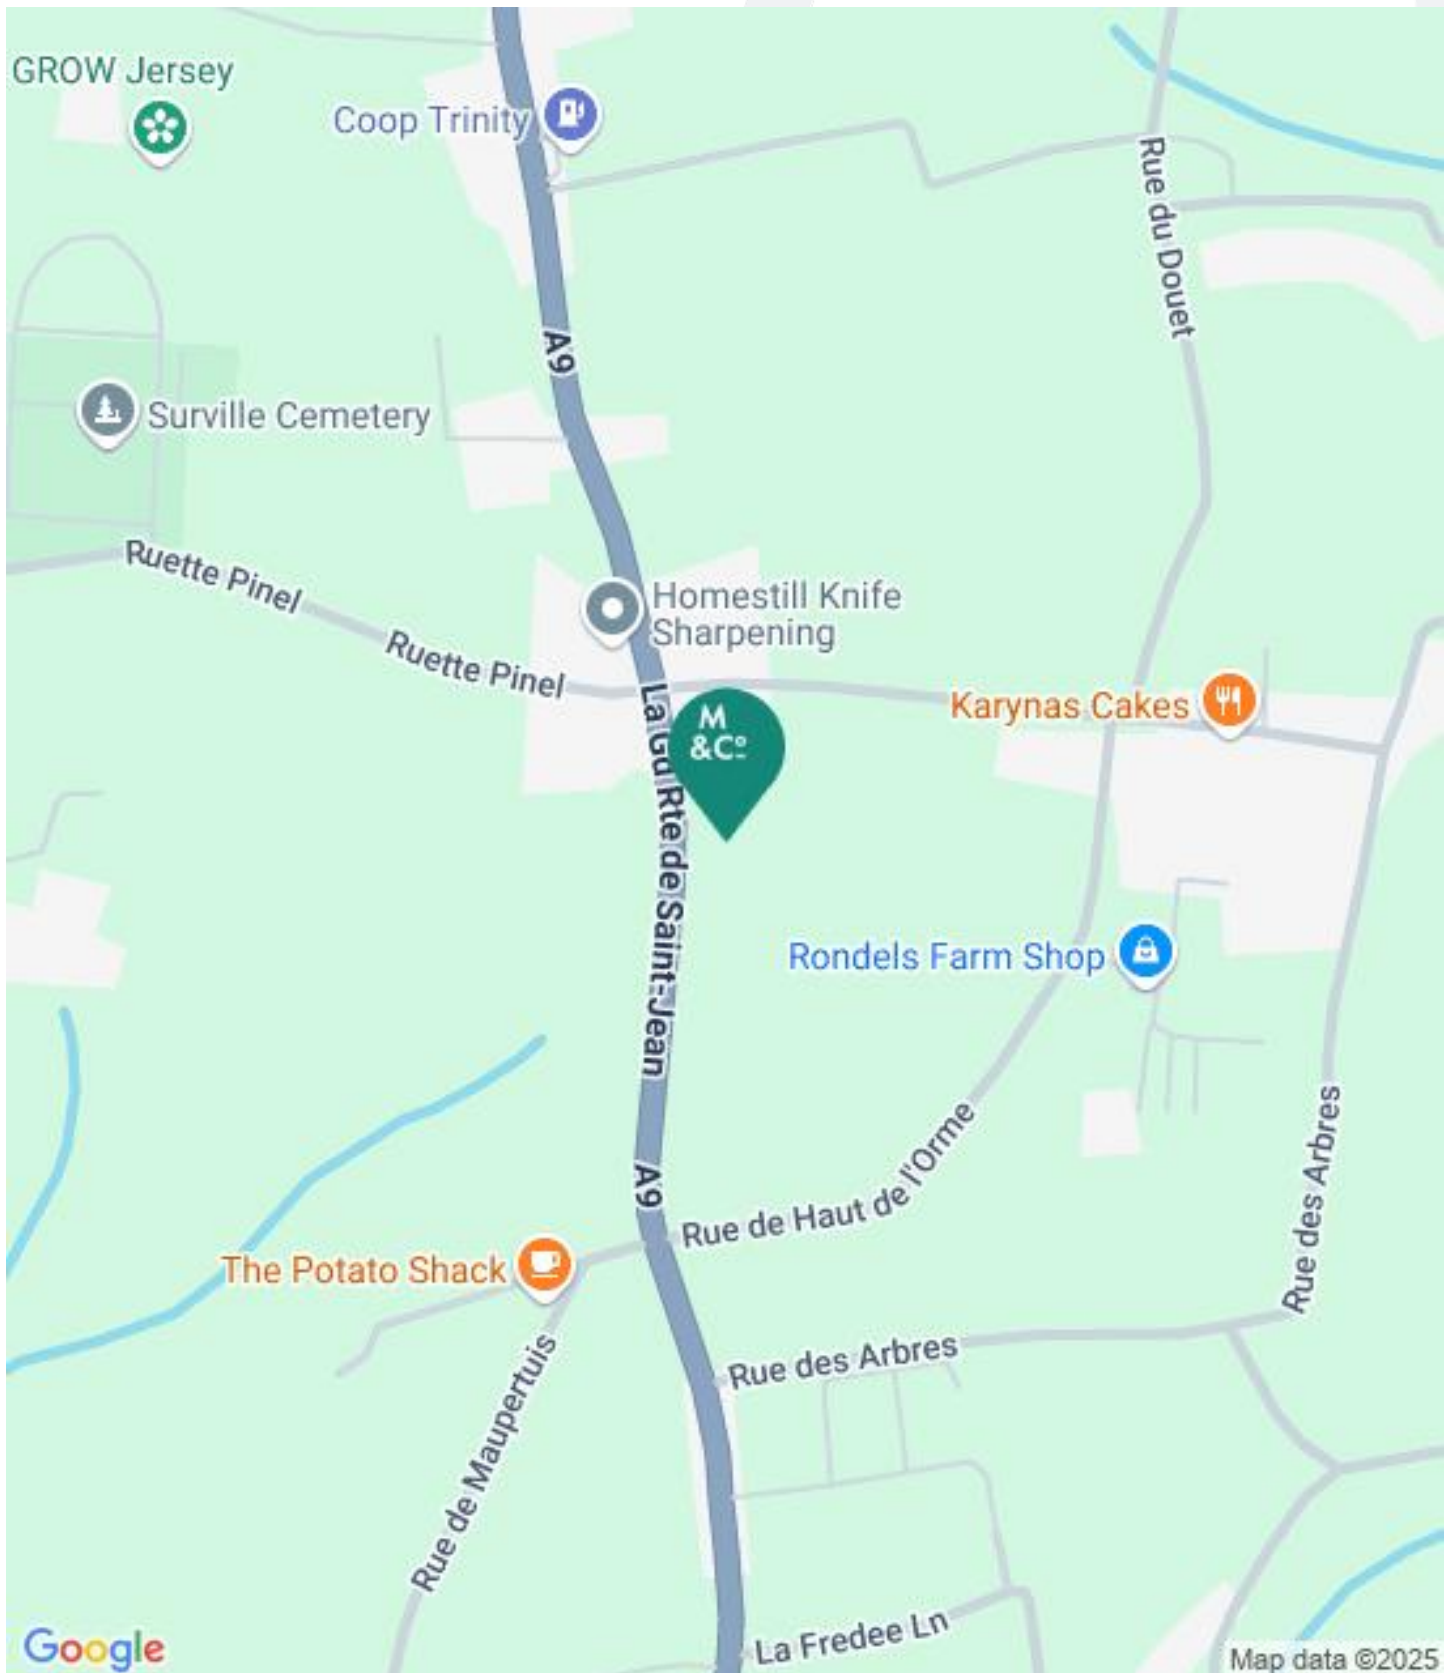 GROW Jersey
Coop Trinity
Rue du Douet
A9
Surville Cemetery
Ruette Pinel
Homestill Knife
Sharpening
Ruette Pinel
Karynas Cakes
M
&Co
La Gd Rte de Saint-Jean
Rondels Farm Shop
A9
Rue de Haut de l'Orme
Rue des Arbres
The Potato Shack
Rue des Arbres
Rue de Maupertuis
La Fredee Ln
Google
Map data ©2025